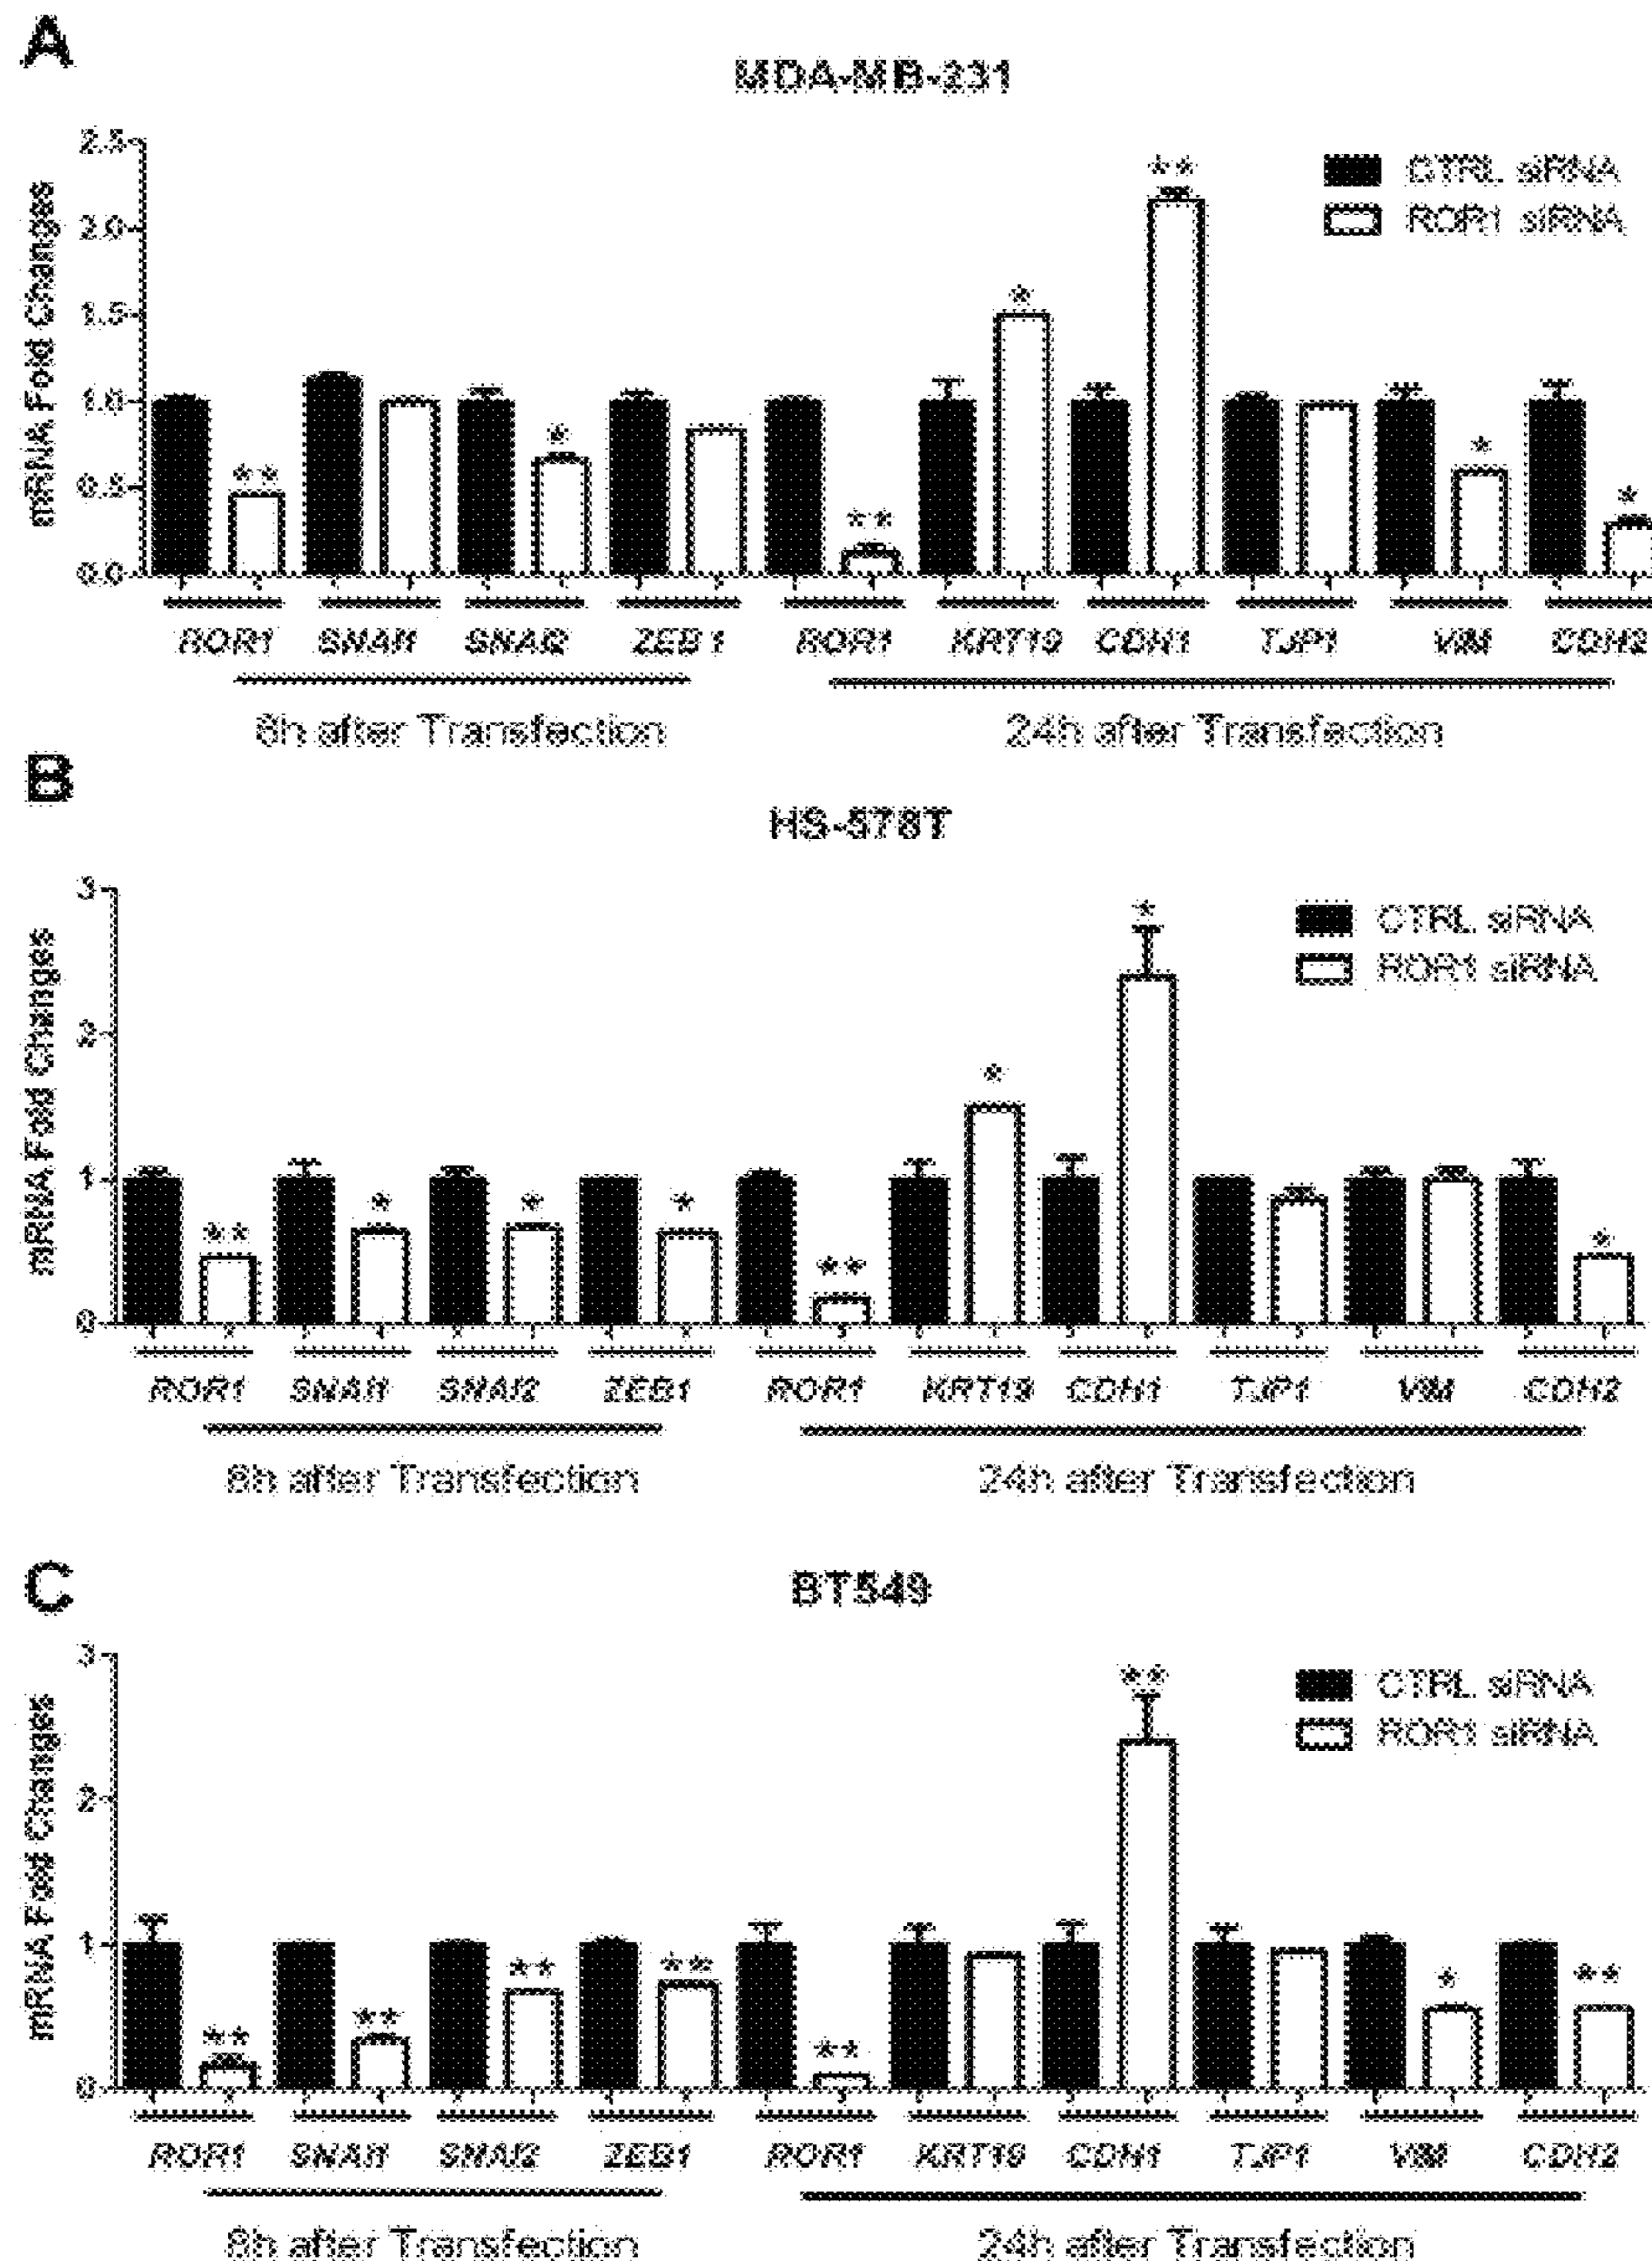 A
MDA-MB-231
mRNA Fold Changes
2.5
2.0
1.5
1.0
0.5
0.0
CTRL siRNA
ROR1 siRNA
** * ** * ** * *
ROR1 SNAI1 SNAI2 ZEB1 ROR1 KRT19 CDH1 TJP1 VIM CDH2
after Transfection 24h after Transfection
B
HS-578T
mRNA Fold Changes
3
2
1
0
CTRL siRNA
ROR1 siRNA
** * * * ** * * *
ROR1 SNAI1 SNAI2 ZEB1 ROR1 KRT19 CDH1 TJP1 VIM CDH2
after Transfection 24h after Transfection
C
BT549
mRNA Fold Changes
3
2
1
0
CTRL siRNA
ROR1 siRNA
** ** ** ** ** ** * **
ROR1 SNAI1 SNAI2 ZEB1 ROR1 KRT19 CDH1 TJP1 VIM CDH2
after Transfection 24h after Transfection